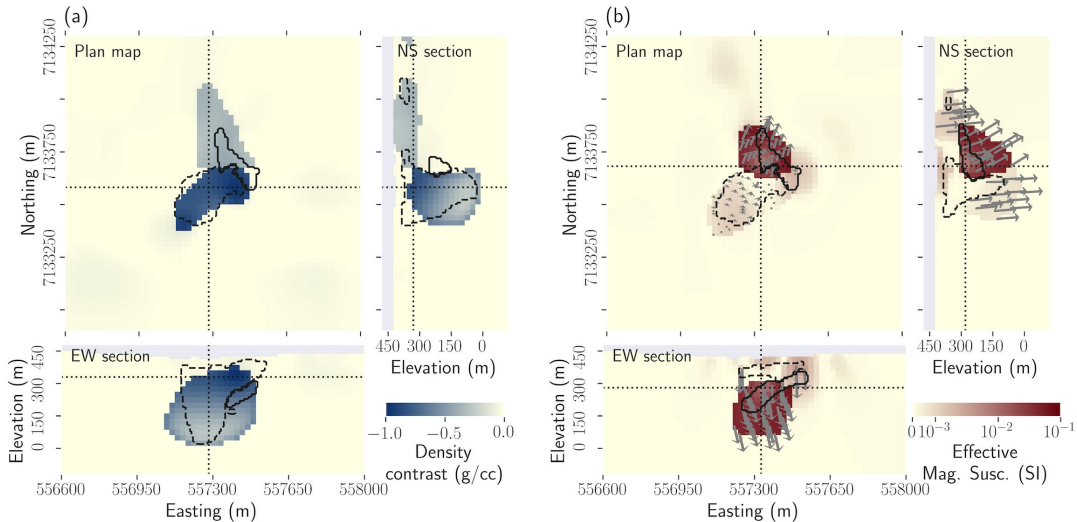 (a)
Plan map
NS section
7134250
7133750
7133250
Northing (m)
450 300 150 0
Elevation (m)
EW section
450
300
150
0
Elevation (m)
556600 556950 557300 557650 558000
Easting (m)
−1.0 −0.5 0.0
Density
contrast (g/cc)
(b)
Plan map
NS section
7134250
7133750
7133250
Northing (m)
450 300 150 0
Elevation (m)
EW section
450
300
150
0
Elevation (m)
556600 556950 557300 557650 558000
Easting (m)
0 10⁻³ 10⁻² 10⁻¹
Effective
Mag. Susc. (SI)